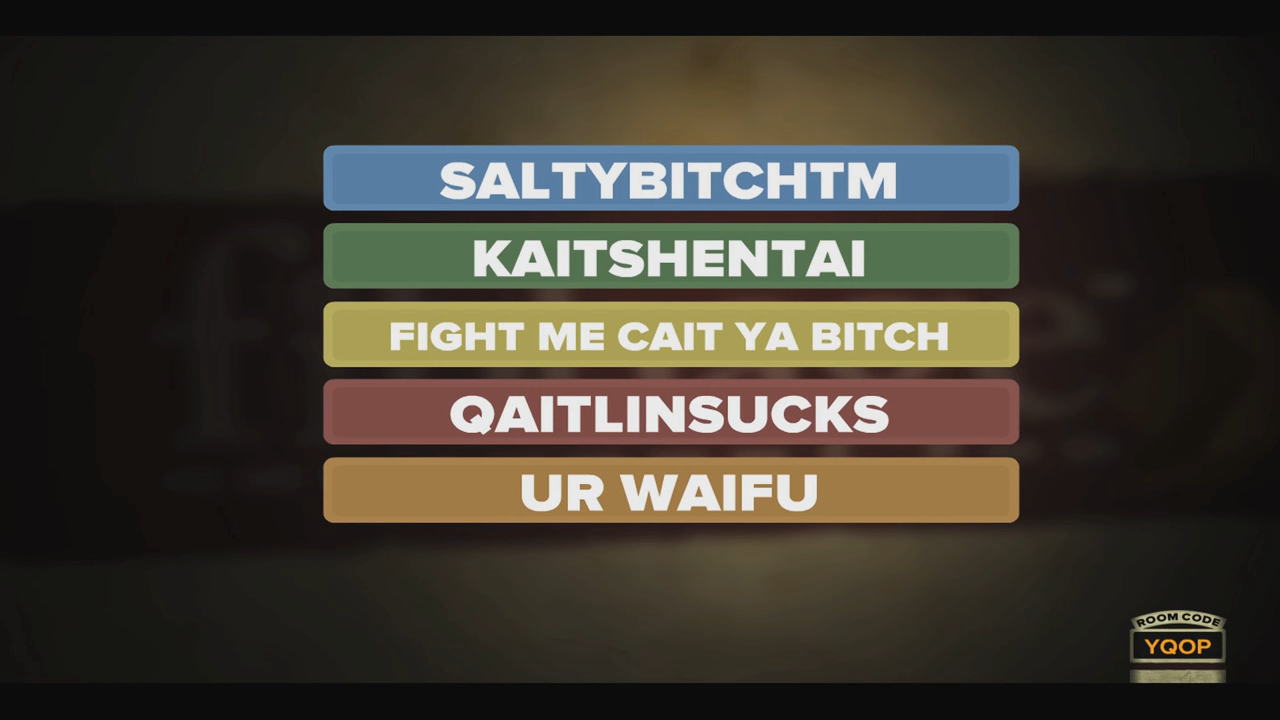 SALTYBITCHTM
KAITSHENTAI
FIGHT ME CAIT YA BITCH
QAITLINSUCKS
UR WAIFU
ROOM CODE
YQOP